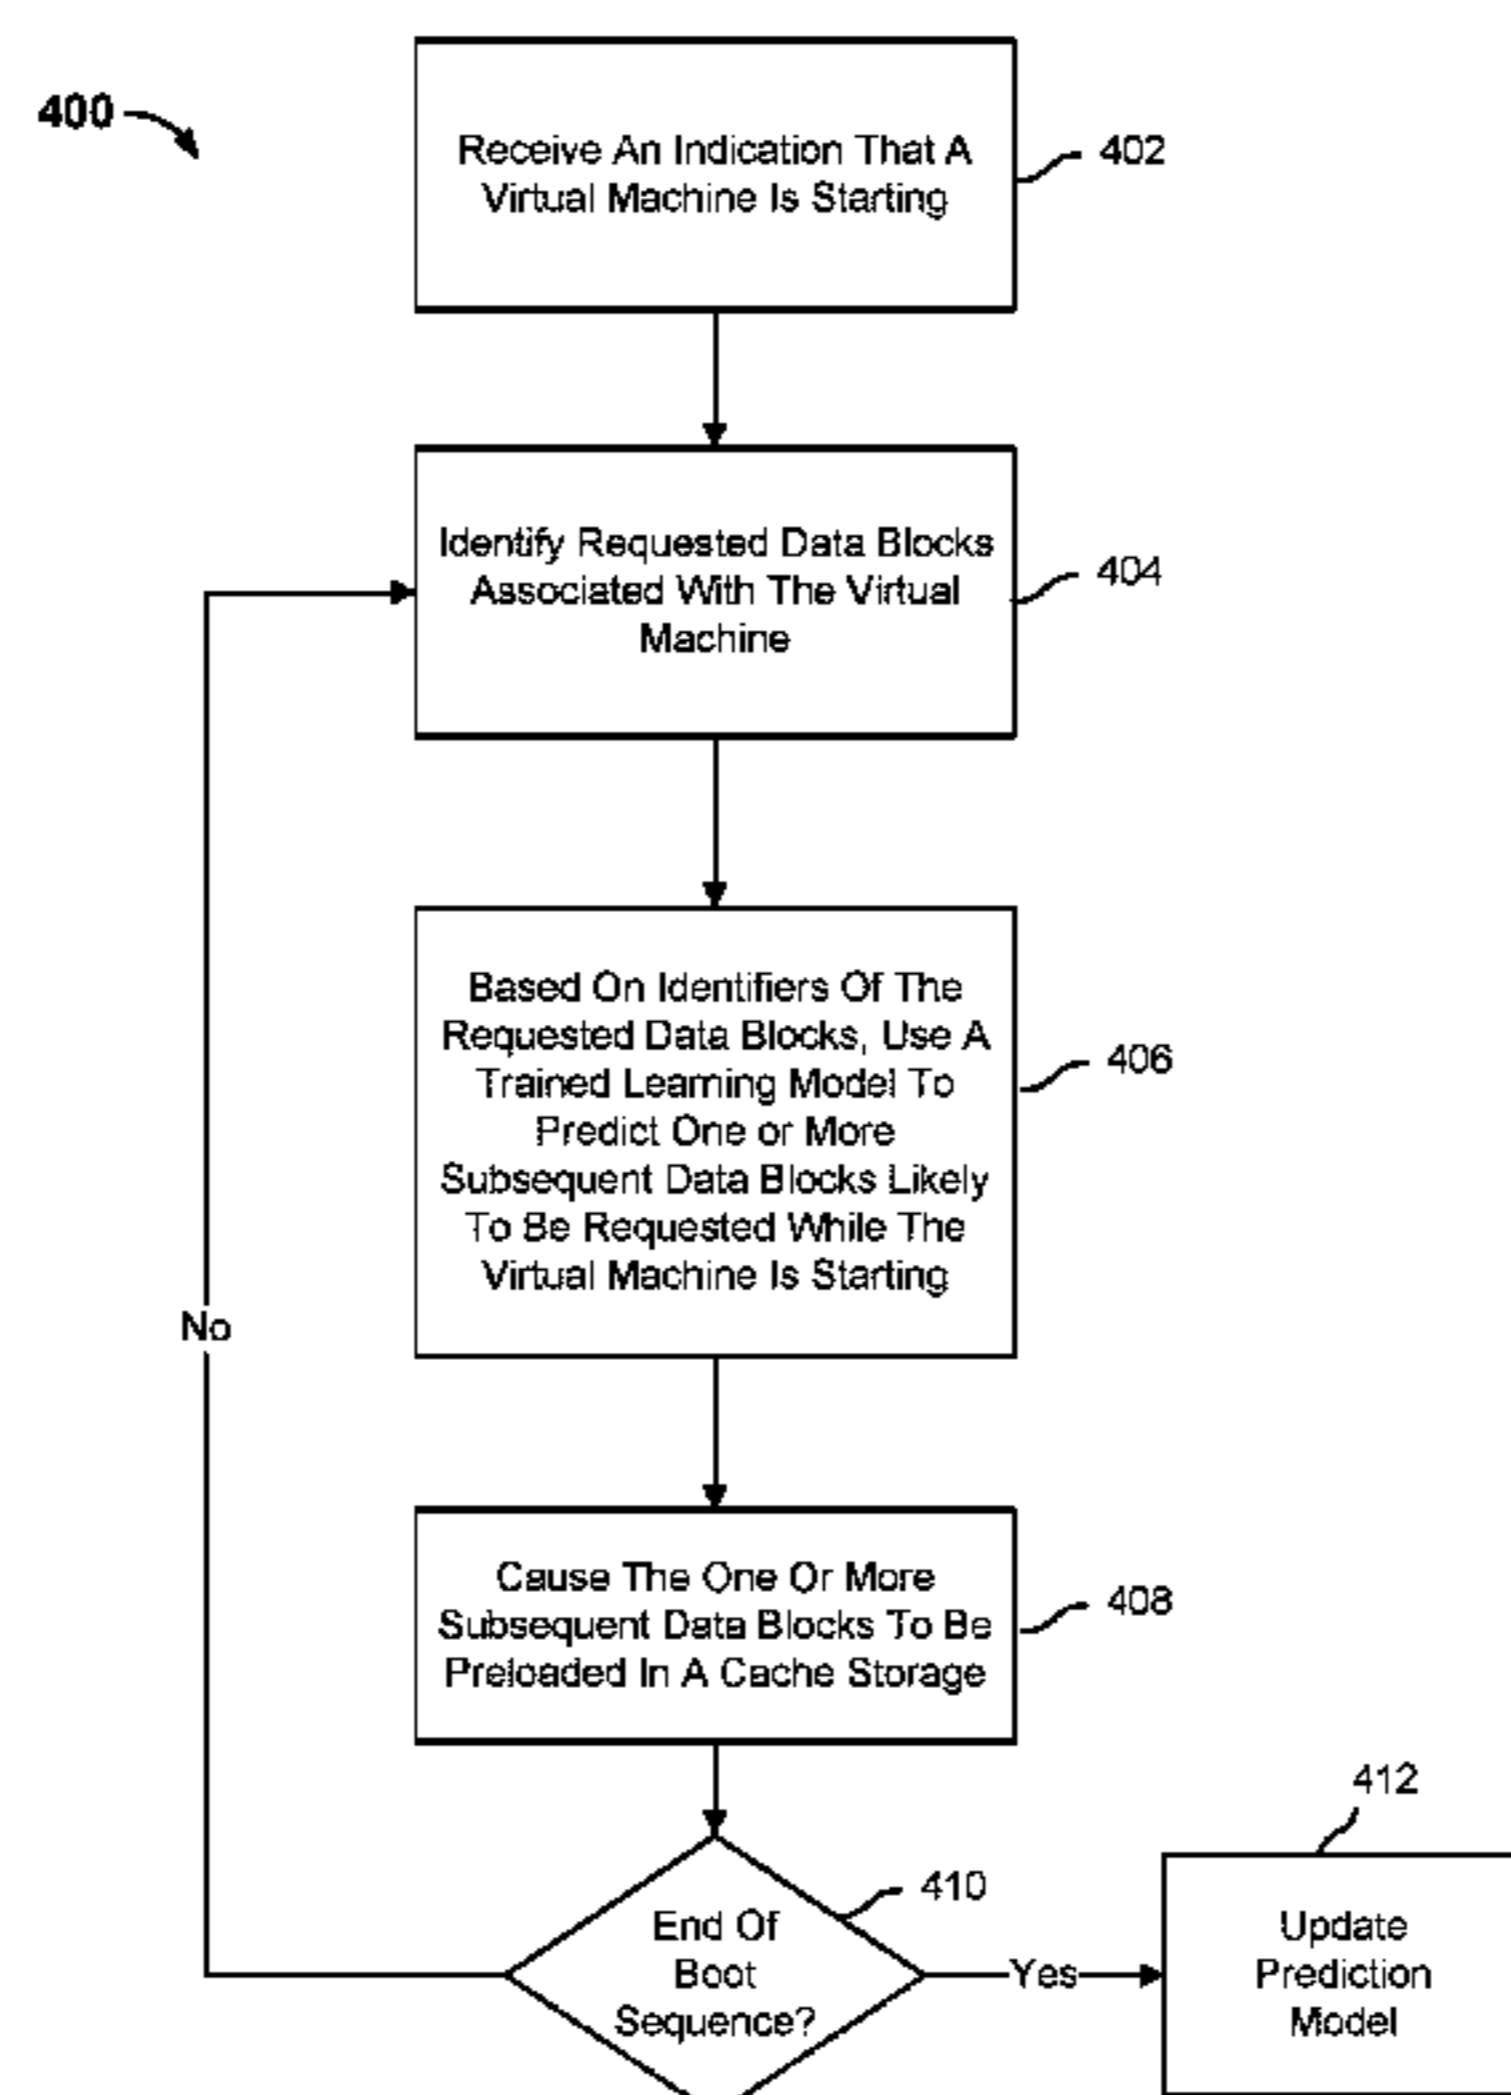 400
Receive An Indication That A
Virtual Machine Is Starting
402
Identify Requested Data Blocks
Associated With The Virtual
Machine
404
Based On Identifiers Of The
Requested Data Blocks, Use A
Trained Learning Model To
Predict One or More
Subsequent Data Blocks Likely
To Be Requested While The
Virtual Machine Is Starting
406
No
Cause The One Or More
Subsequent Data Blocks To Be
Preloaded In A Cache Storage
408
End Of
Boot
Sequence?
410
Yes
412
Update
Prediction
Model